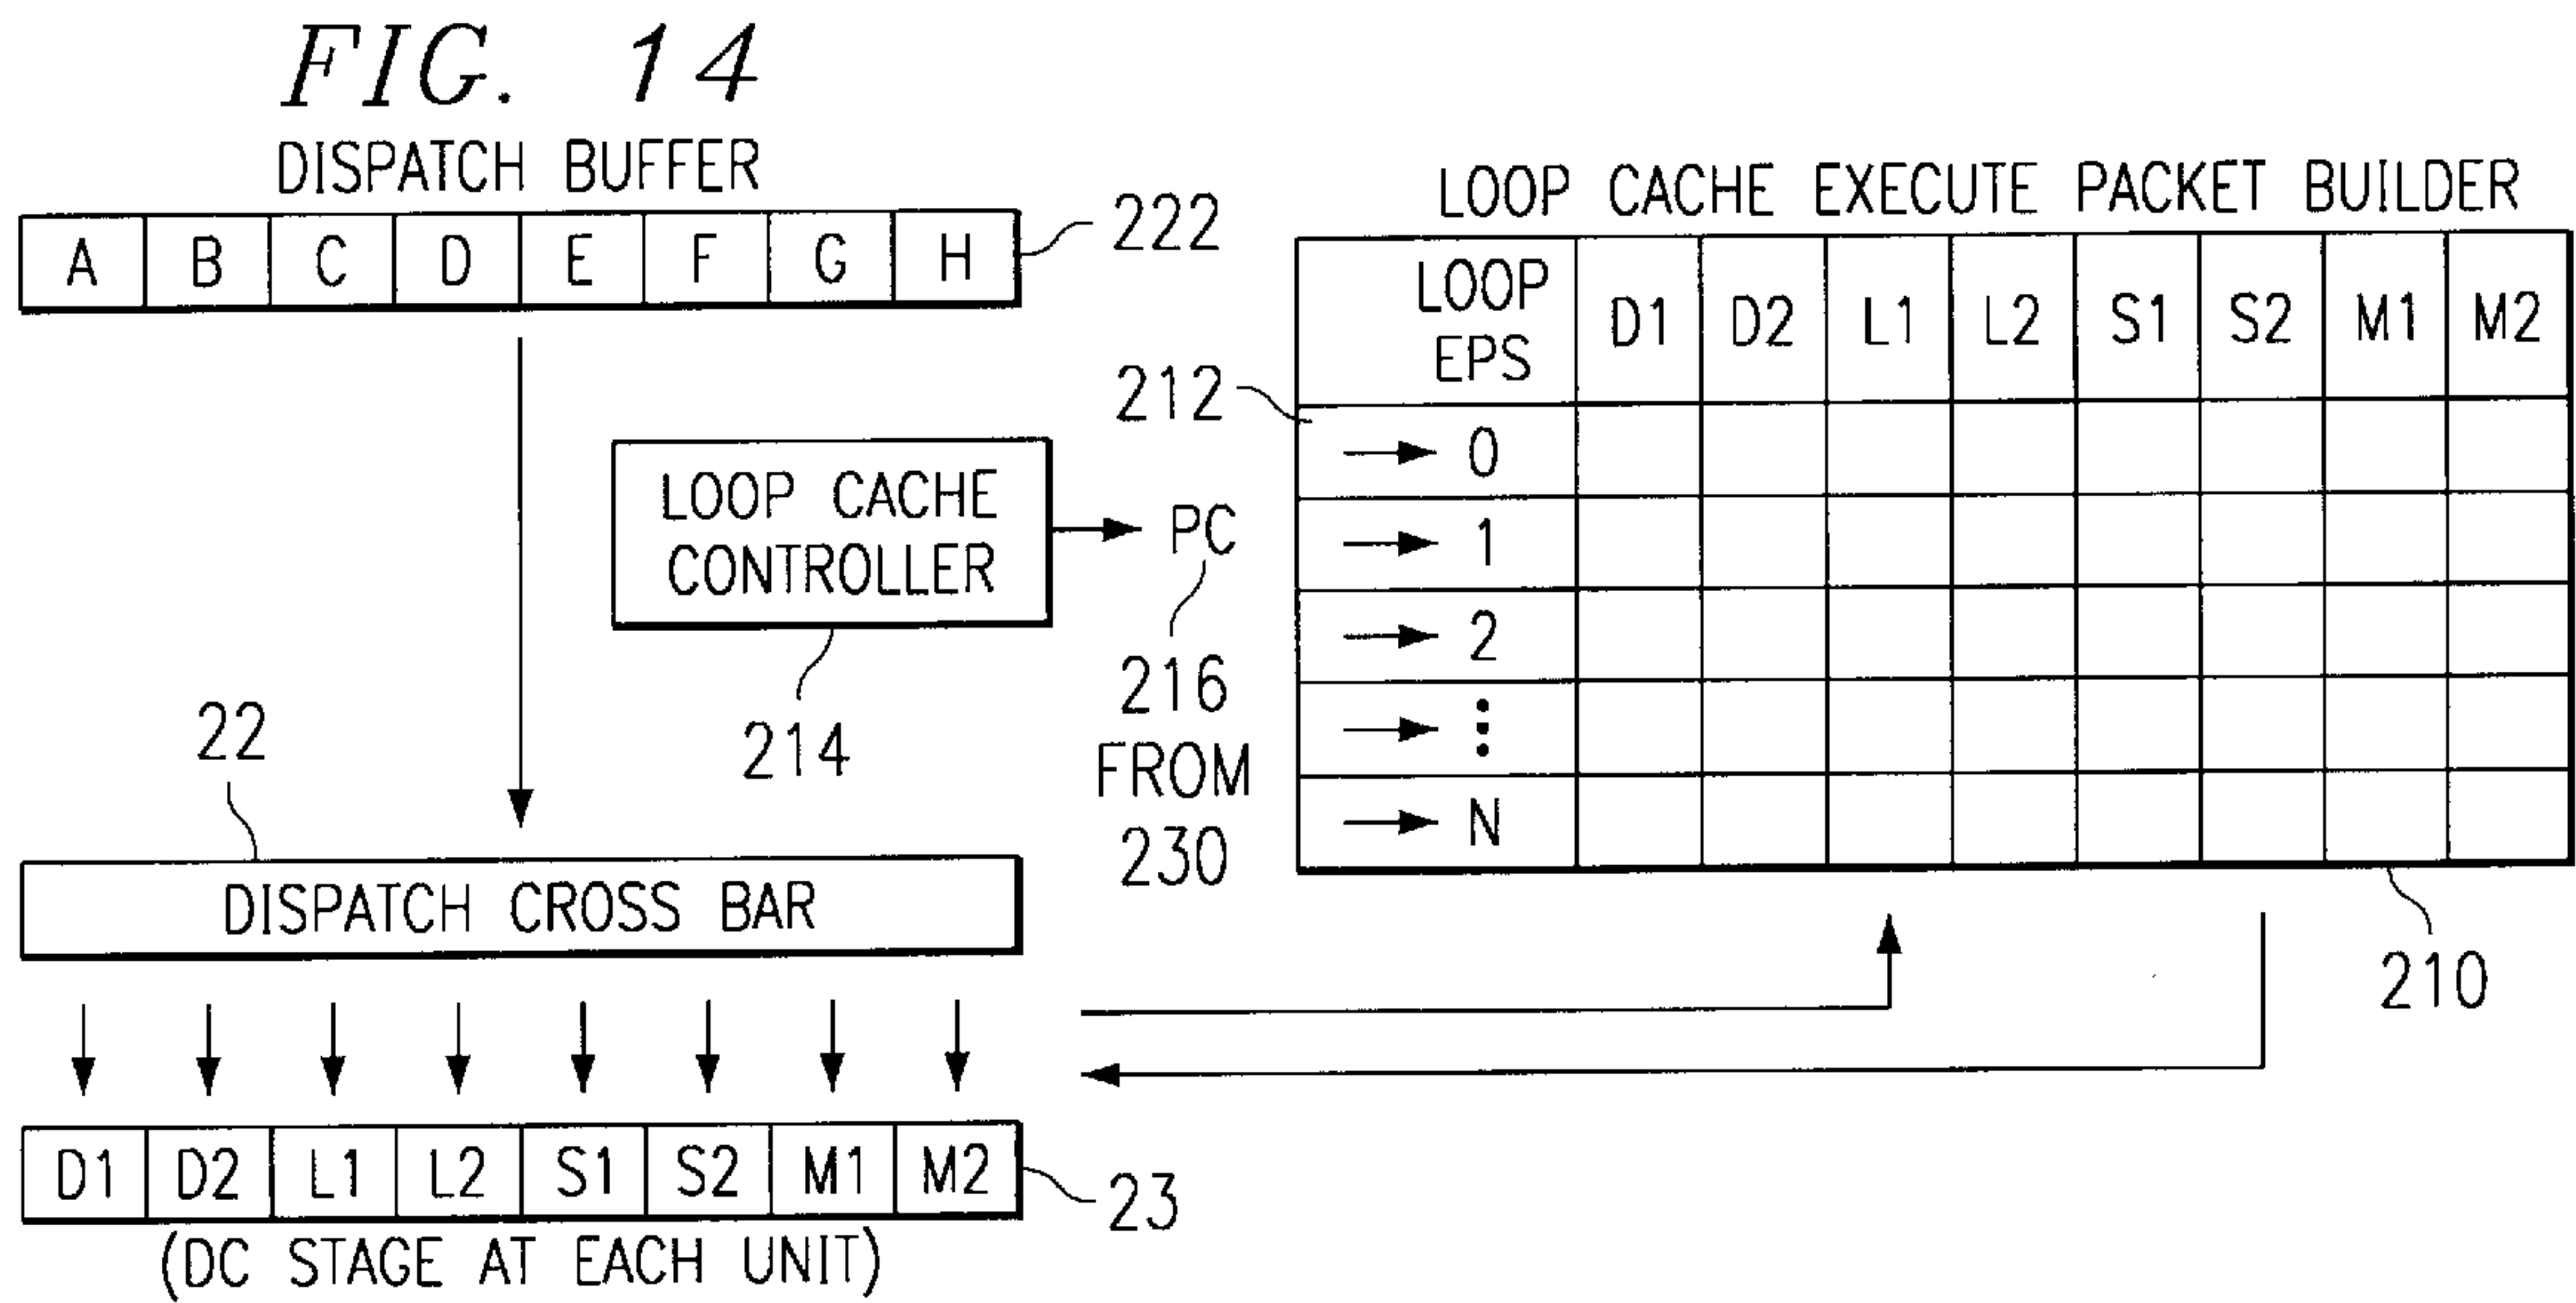 FIG. 14
DISPATCH BUFFER
A B C D E F G H
222
LOOP CACHE
CONTROLLER
214
PC
216
FROM
230
22
DISPATCH CROSS BAR
D1 D2 L1 L2 S1 S2 M1 M2
23
(DC STAGE AT EACH UNIT)
LOOP CACHE EXECUTE PACKET BUILDER
LOOP
EPS
D1 D2 L1 L2 S1 S2 M1 M2
212
0
1
2
⋮
N
210